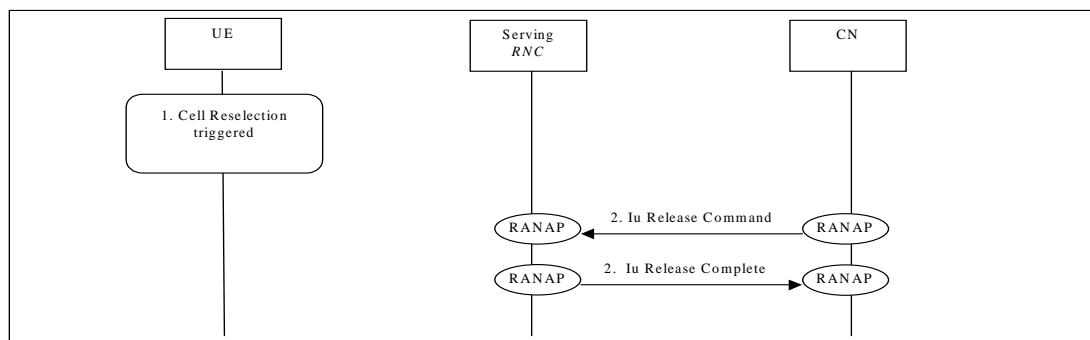 UE
Serving
RNC
CN
1. Cell Reselection
triggered
2. Iu Release Command
RANAP
RANAP
2. Iu Release Complete
RANAP
RANAP